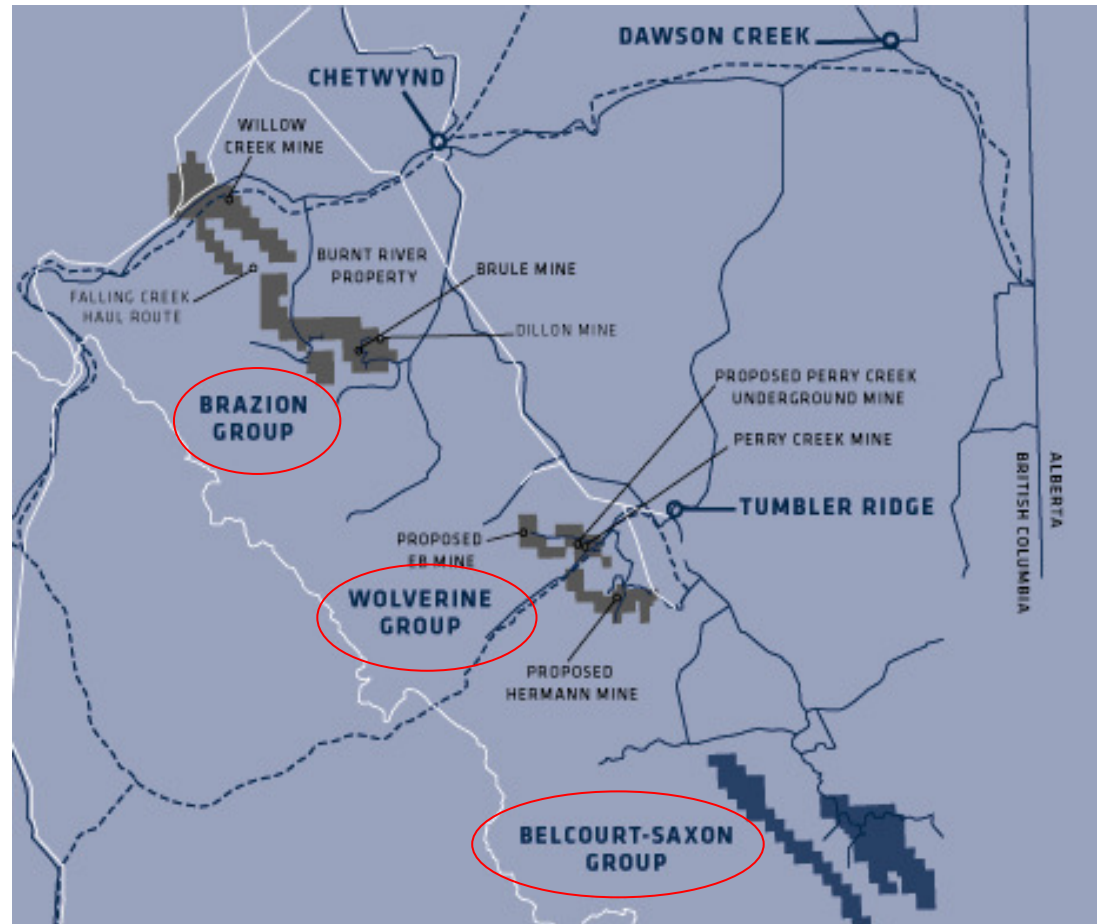 DAWSON CREEK
CHETWYND
WILLOW
CREEK MINE
BURNT RIVER
PROPERTY
BRULE MINE
FALLING CREEK
HAUL ROUTE
DILLON MINE
BRAZION
GROUP
PROPOSED PERRY CREEK
UNDERGROUND MINE
PERRY CREEK MINE
ALBERTA
BRITISH COLUMBIA
TUMBLER RIDGE
PROPOSED
EB MINE
WOLVERINE
GROUP
PROPOSED
HERMANN MINE
BELCOURT-SAXON
GROUP